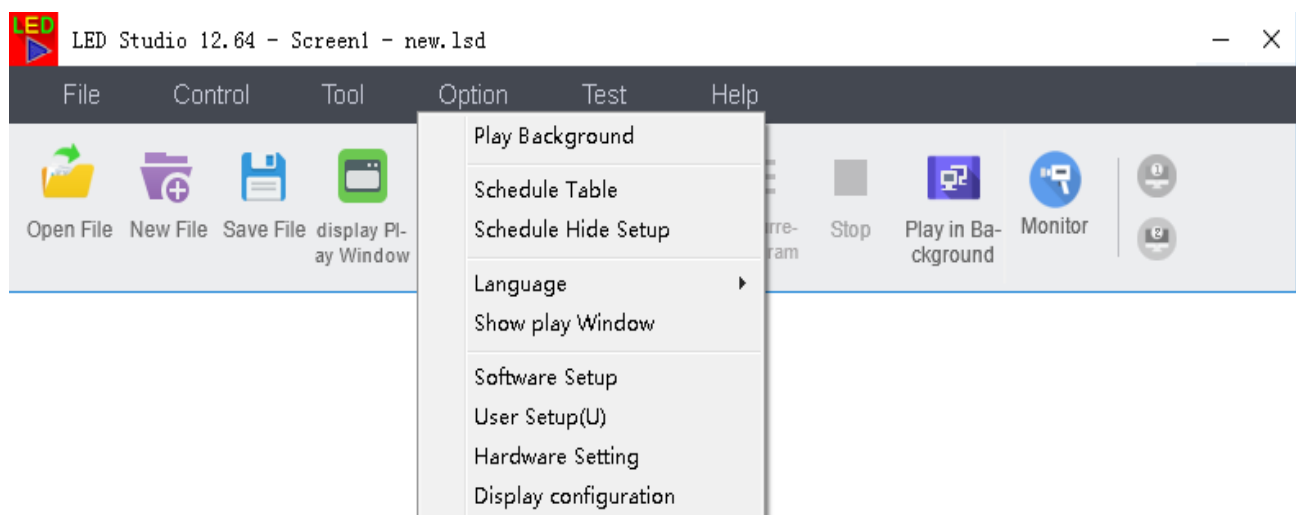 LED
LED Studio 12.64 - Screen1 - new.lsd
File Control Tool Option Test Help
Open File New File Save File display Pl-
ay Window
Stop Play in Ba-
ckground
Monitor
1
2
Play Background
Schedule Table
Schedule Hide Setup
Language
Show play Window
Software Setup
User Setup(U)
Hardware Setting
Display configuration